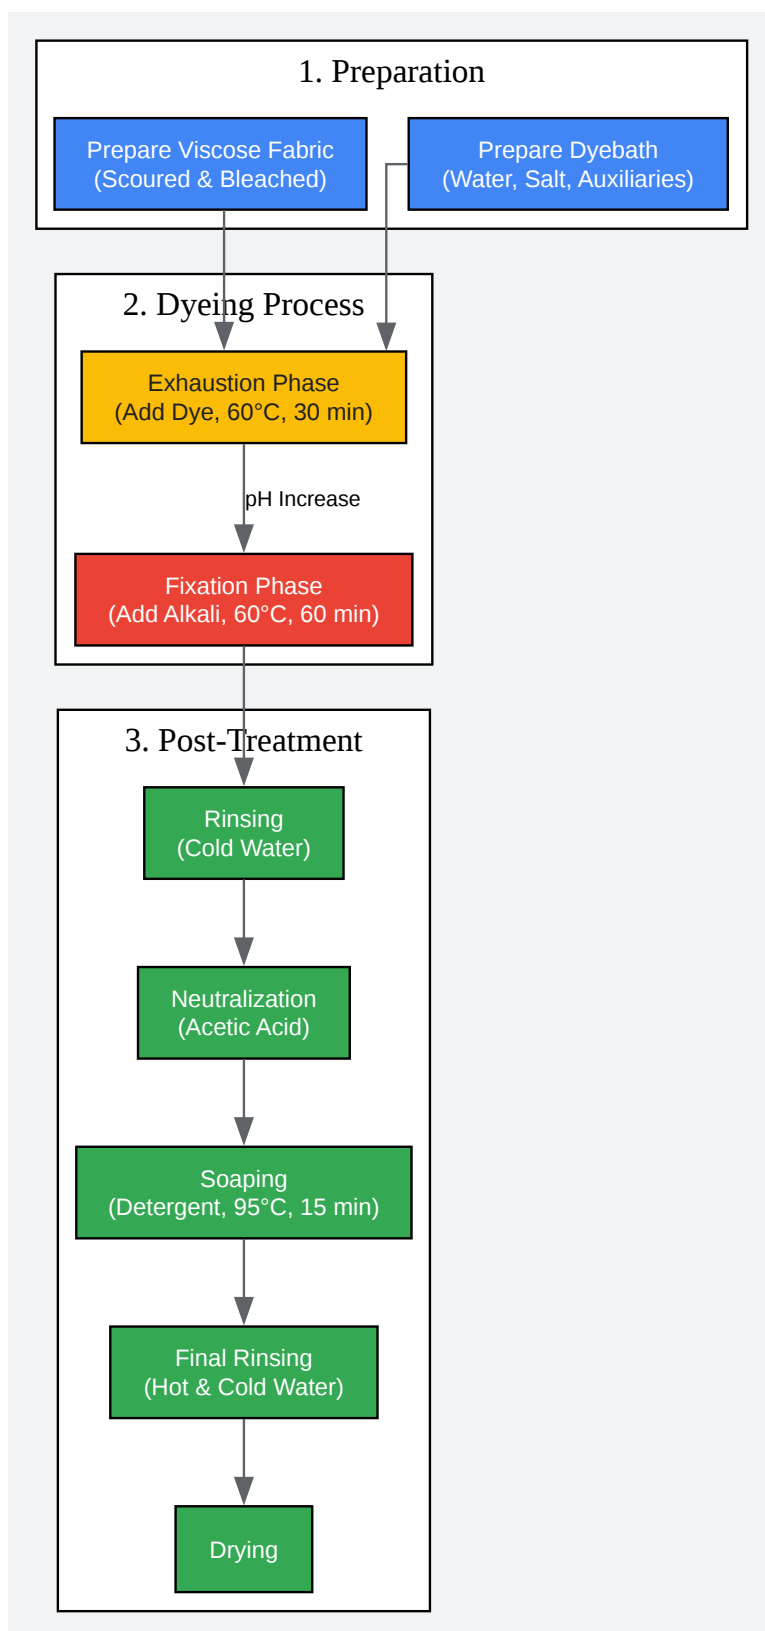 1. Preparation
Prepare Viscose Fabric
(Scoured & Bleached)
Prepare Dyebath
(Water, Salt, Auxiliaries)
2. Dyeing Process
Exhaustion Phase
(Add Dye, 60°C, 30 min)
pH Increase
Fixation Phase
(Add Alkali, 60°C, 60 min)
3. Post-Treatment
Rinsing
(Cold Water)
Neutralization
(Acetic Acid)
Soaping
(Detergent, 95°C, 15 min)
Final Rinsing
(Hot & Cold Water)
Drying